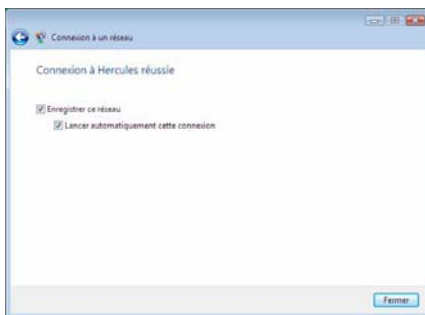 Connexion à un réseau
Connexion à Hercules réussie
Enregistrer ce réseau
Lancer automatiquement cette connexion
Fermer